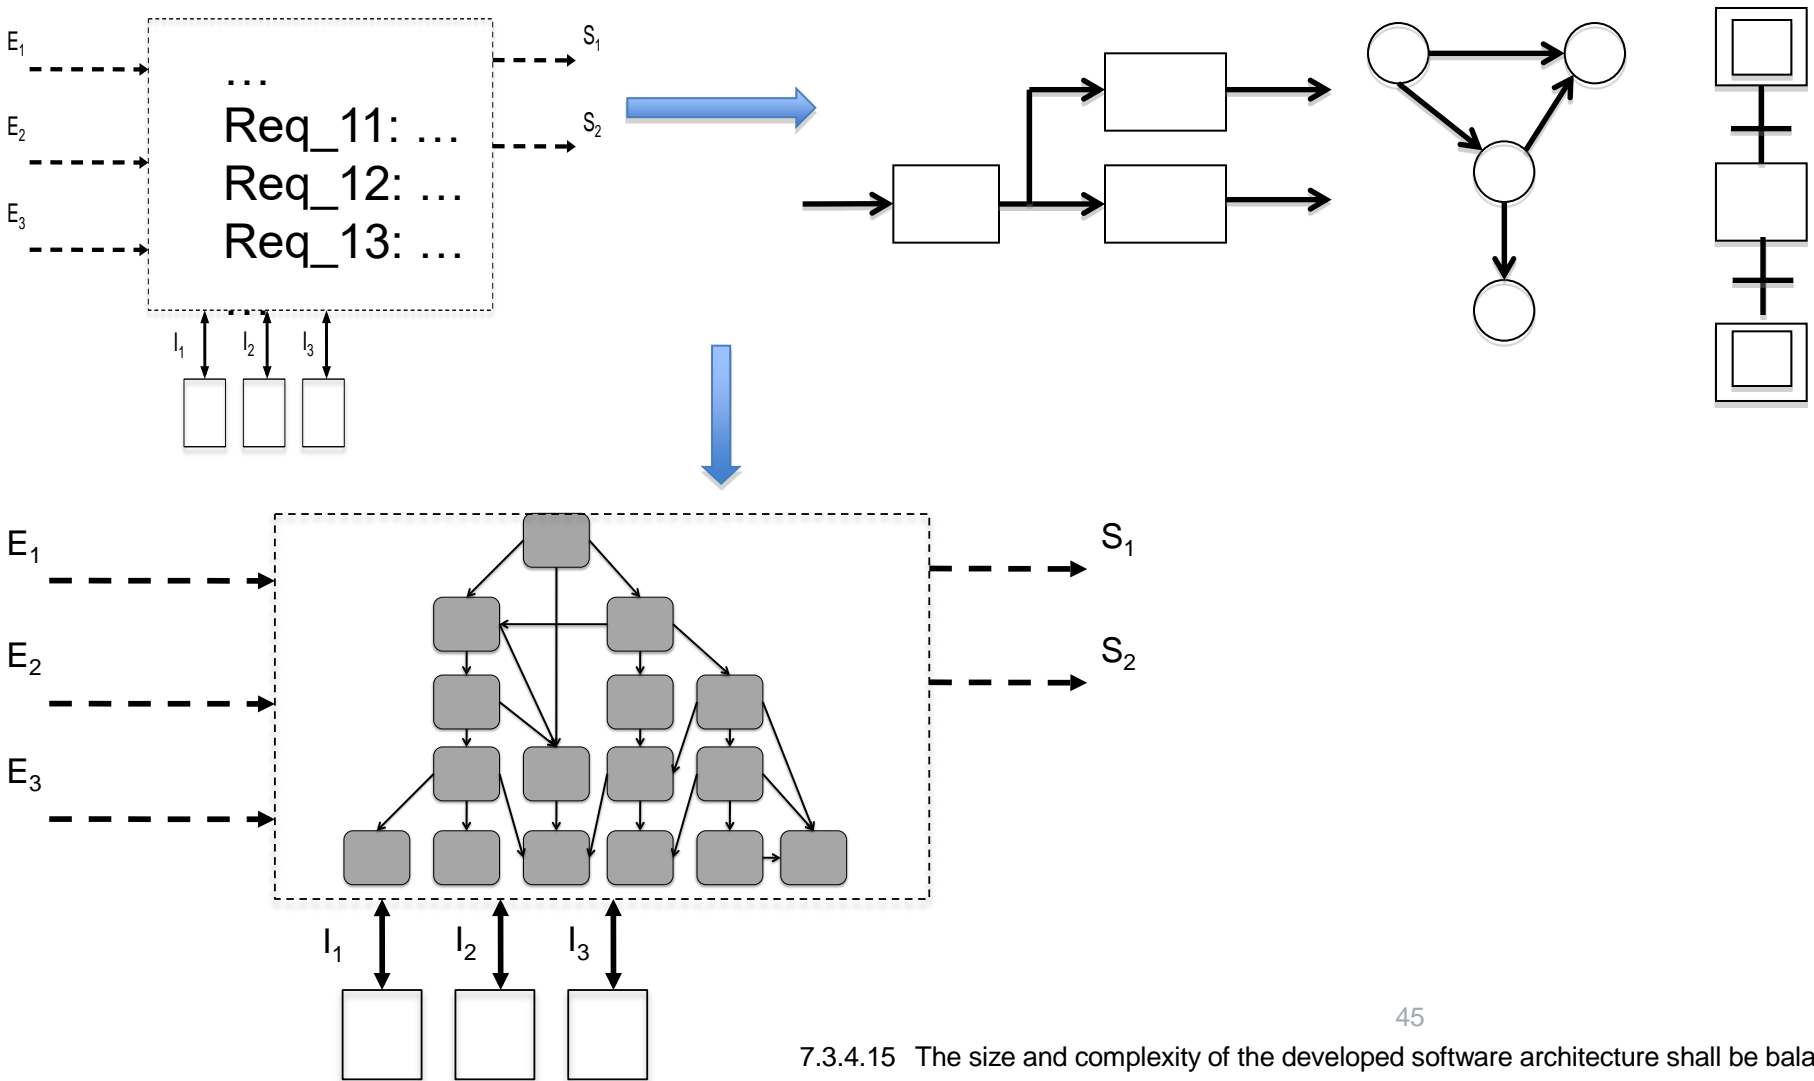 E1
E2
E3
S1
S2
…
Req_11: …
Req_12: …
Req_13: …
…
I1
I2
I3
E1
E2
E3
S1
S2
I1
I2
I3
45
7.3.4.15 The size and complexity of the developed software architecture shall be bala